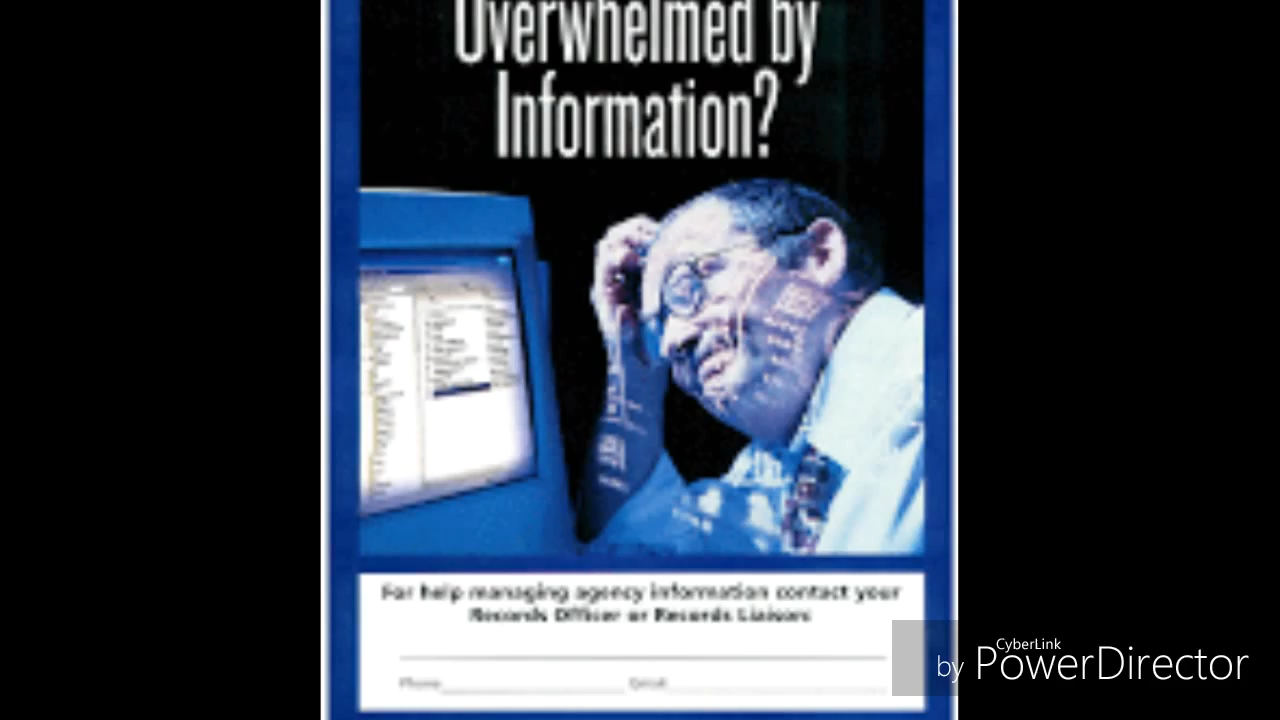 Overwhelmed by
Information?
For help managing agency information contact your
Records Officer or Records Liaison:
Phone Email
CyberLink
by PowerDirector